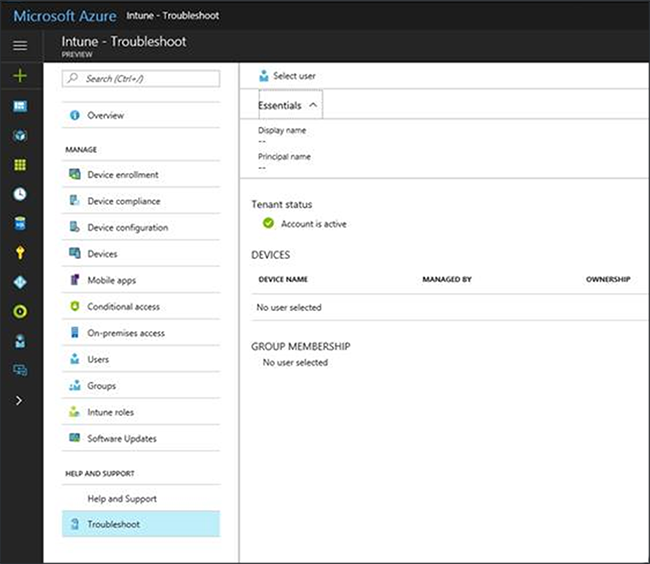 Microsoft Azure Intune - Troubleshoot
Intune - Troubleshoot
PREVIEW
Search (Ctrl+/)
Overview
MANAGE
Device enrollment
Device compliance
Device configuration
Devices
Mobile apps
Conditional access
On-premises access
Users
Groups
Intune roles
Software Updates
HELP AND SUPPORT
Help and Support
Troubleshoot
Select user
Essentials
Display name
--
Principal name
--
Tenant status
Account is active
DEVICES
DEVICE NAME MANAGED BY OWNERSHIP
No user selected
GROUP MEMBERSHIP
No user selected